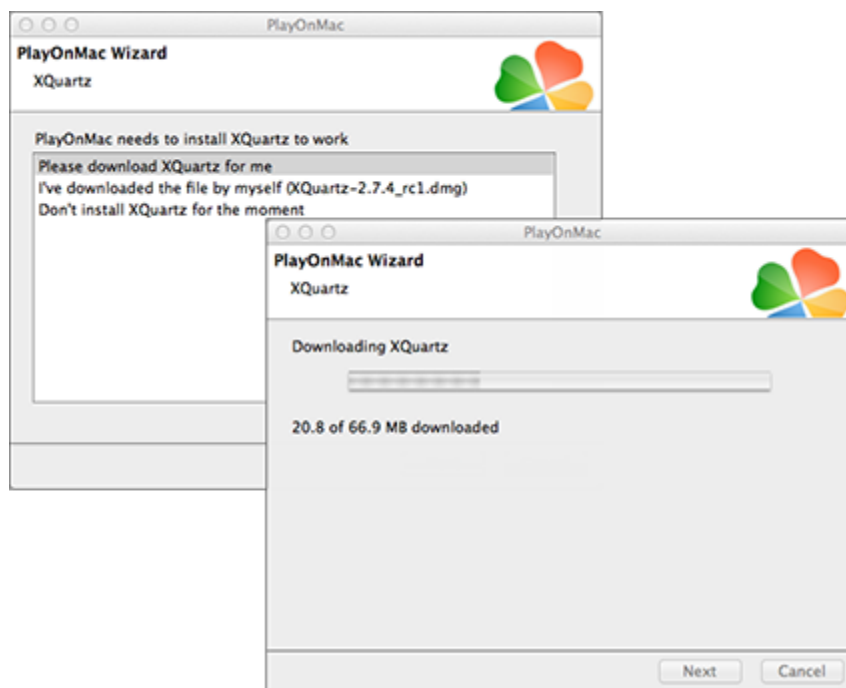 PlayOnMac
PlayOnMac Wizard
XQuartz
PlayOnMac needs to install XQuartz to work
Please download XQuartz for me
I've downloaded the file by myself (XQuartz-2.7.4_rc1.dmg)
Don't install XQuartz for the moment
PlayOnMac
PlayOnMac Wizard
XQuartz
Downloading XQuartz
20.8 of 66.9 MB downloaded
Next
Cancel